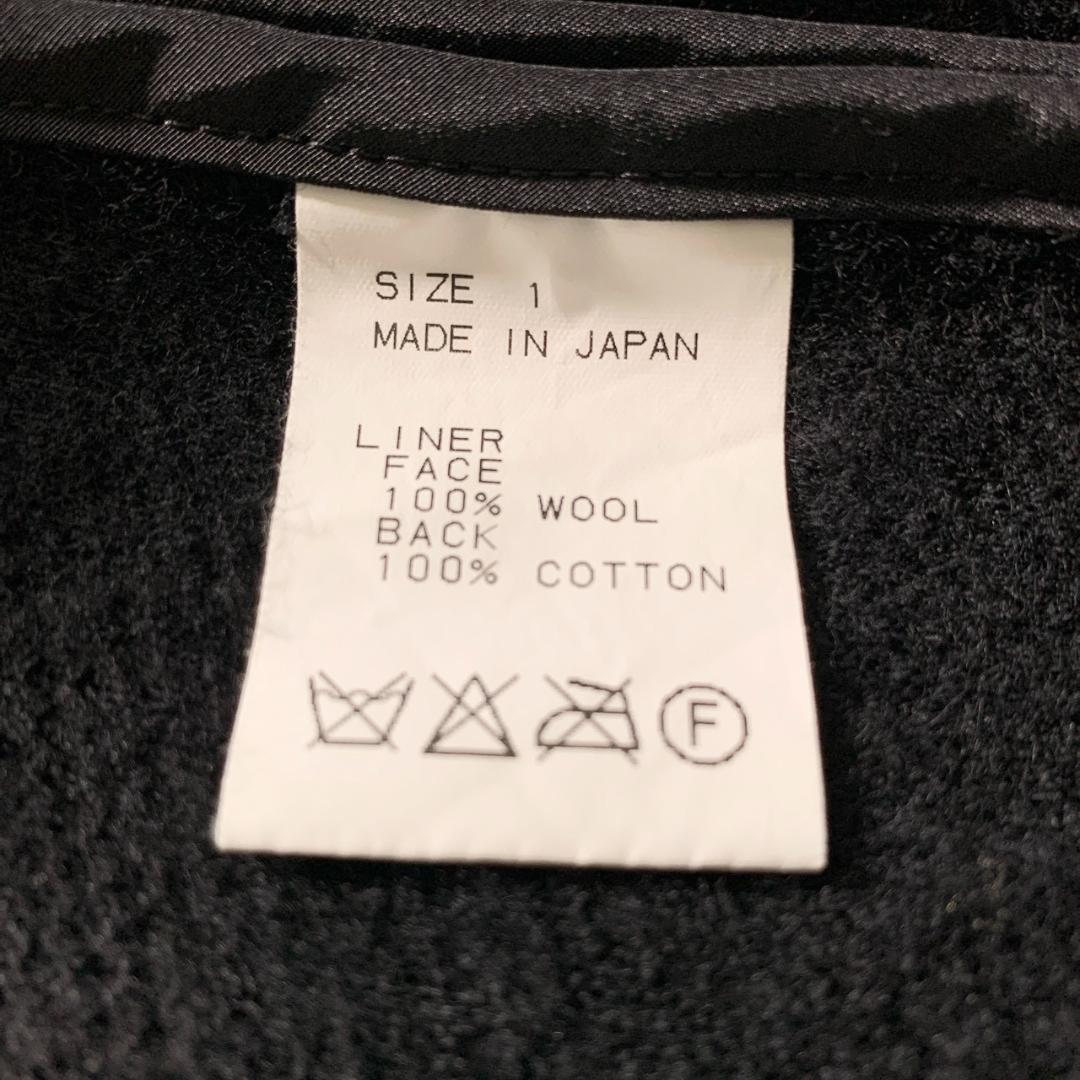 SIZE 1
MADE IN JAPAN
LINER
FACE
100% WOOL
BACK
100% COTTON
F